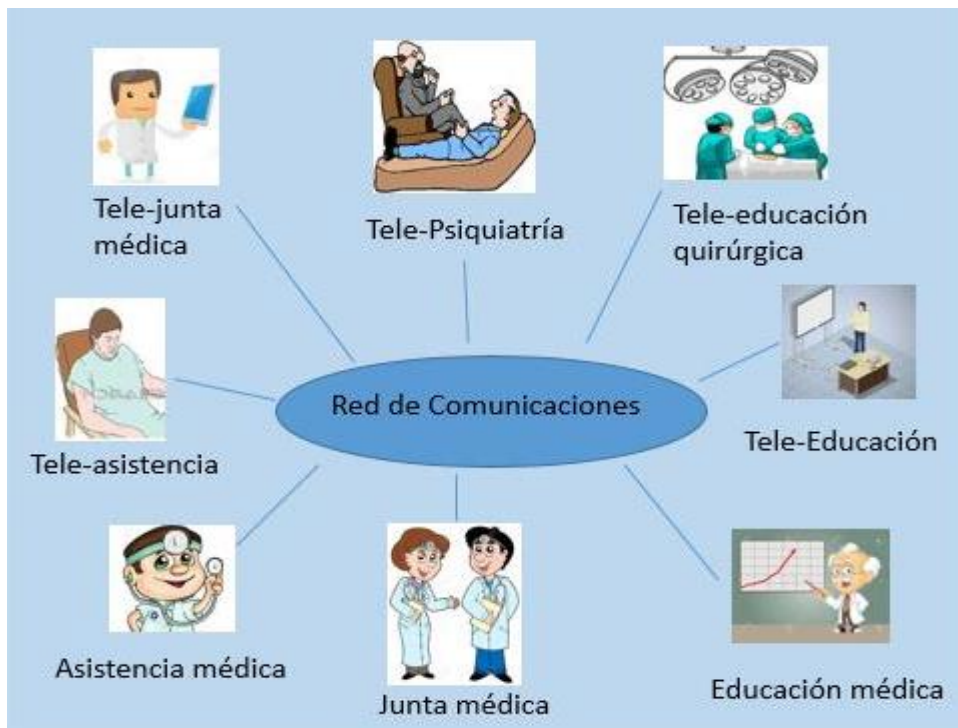 Tele-junta
médica
Tele-Psiquiatría
Tele-educación
quirúrgica
Red de Comunicaciones
Tele-asistencia
Tele-Educación
Asistencia médica
Junta médica
Educación médica